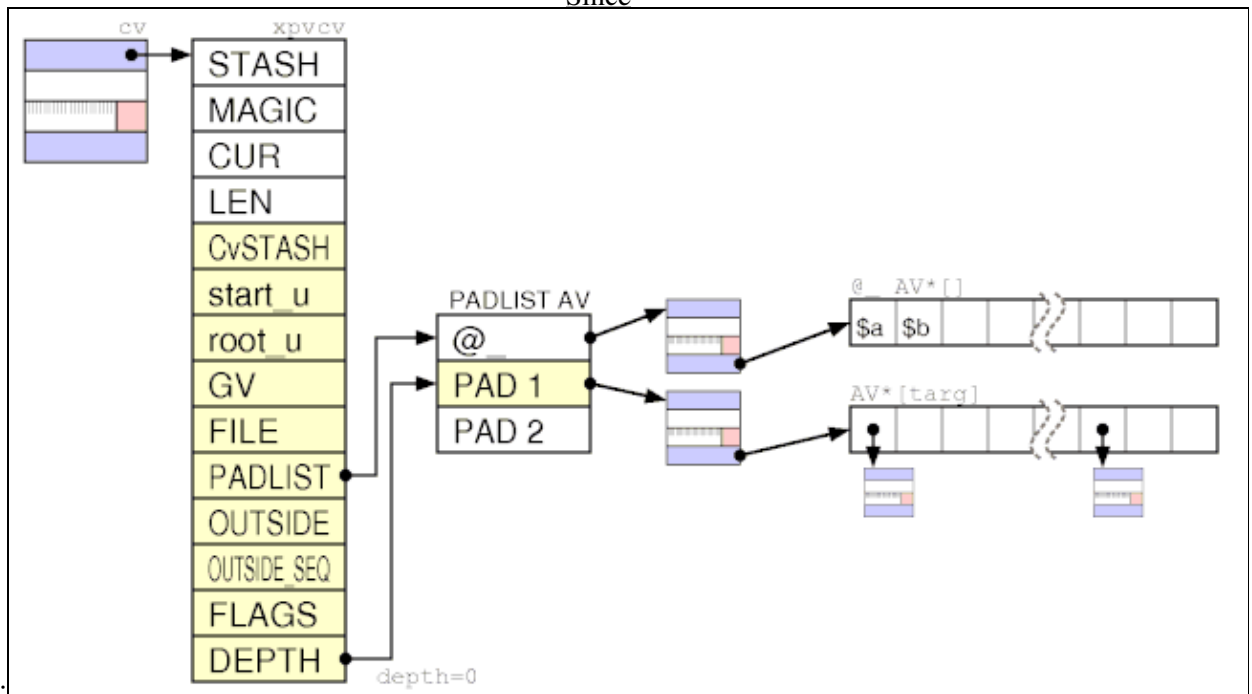 Since
cv
xpvcv
STASH
MAGIC
CUR
LEN
CvSTASH
start_u
root_u
GV
FILE
PADLIST
OUTSIDE
OUTSIDE_SEQ
FLAGS
DEPTH
depth=0
PADLIST AV
@_
PAD 1
PAD 2
@_ AV*[]
$a $b
AV*[targ]
.